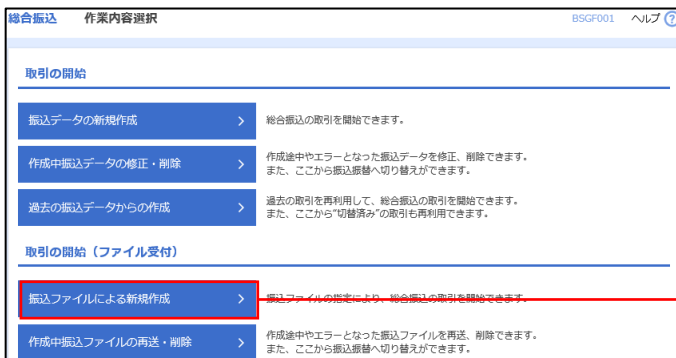 総合振込 作業内容選択 BSGF001 ヘルプ ?
取引の開始
振込データの新規作成 >
総合振込の取引を開始できます。
作成中振込データの修正・削除 >
作成途中やエラーとなった振込データを修正、削除できます。
また、ここから振込振替へ切り替えができます。
過去の振込データからの作成 >
過去の取引を再利用して、総合振込の取引を開始できます。
また、ここから"切替済み"の取引も再利用できます。
取引の開始（ファイル受付）
振込ファイルによる新規作成 >
振込ファイルの指定により、総合振込の取引を開始できます。
作成中振込ファイルの再送・削除 >
作成途中やエラーとなった振込ファイルを再送、削除できます。
また、ここから振込振替へ切り替えができます。